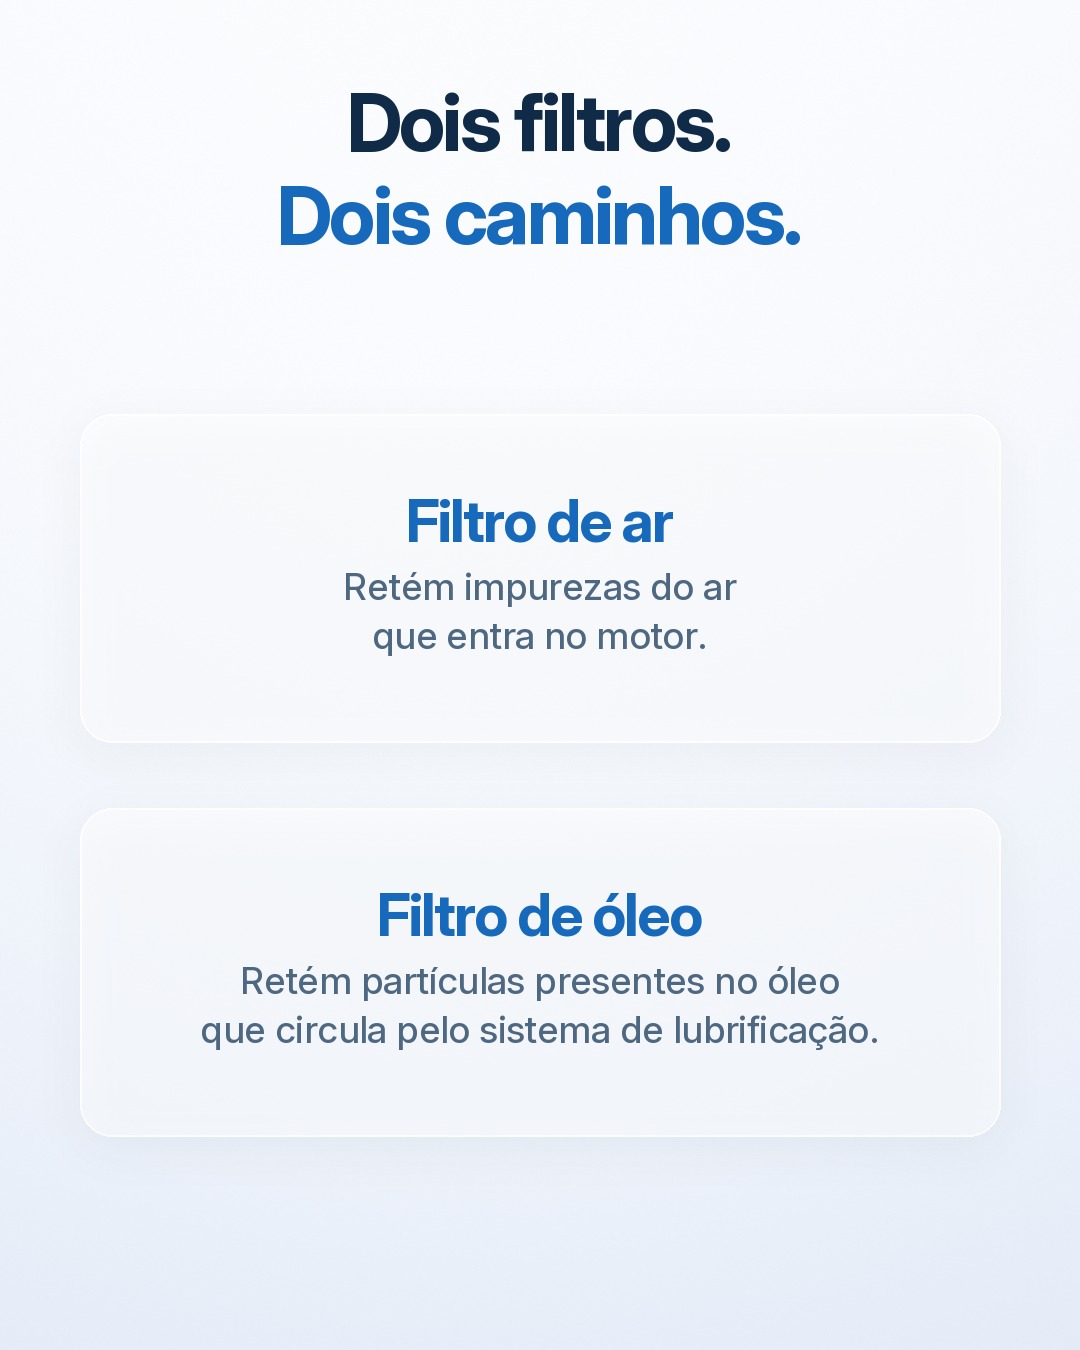 Dois filtros.
Dois caminhos.
Filtro de ar
Retém impurezas do ar
que entra no motor.
Filtro de óleo
Retém partículas presentes no óleo
que circula pelo sistema de lubrificação.